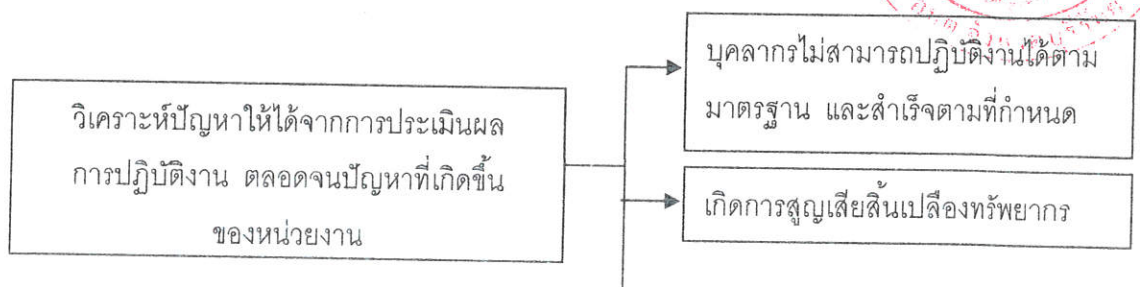 บุคลากรไม่สามารถปฏิบัติงานได้ตาม
มาตรฐาน และสำเร็จตามที่กำหนด
วิเคราะห์ปัญหาให้ได้จากการประเมินผล
การปฏิบัติงาน ตลอดจนปัญหาที่เกิดขึ้น
ของหน่วยงาน
เกิดการสูญเสียสิ้นเปลืองทรัพยากร